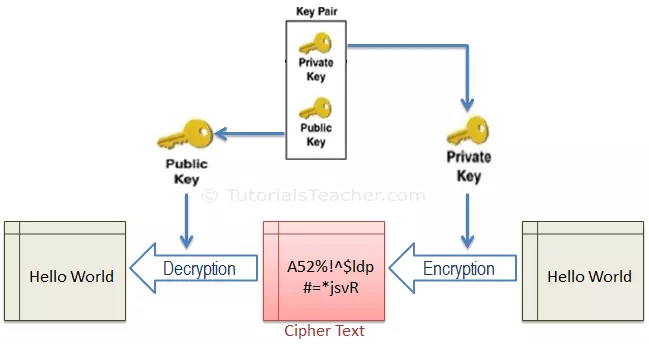 Key Pair
Private
Key
Public
Key
Public
Key
Private
Key
© TutorialsTeacher.com
Hello World
Decryption
A52%!^$ldp
#=*jsvR
Encryption
Hello World
Cipher Text